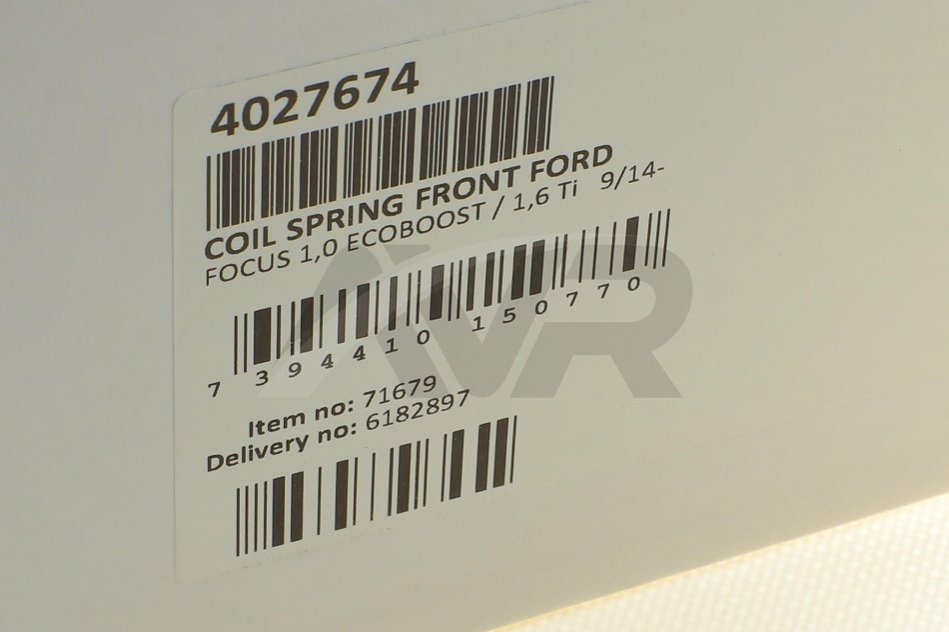 4027674
COIL SPRING FRONT FORD
FOCUS 1,0 ECOBOOST / 1,6 Ti 9/14-
7 394410 150770
Item no: 71679
Delivery no: 6182897
AVR